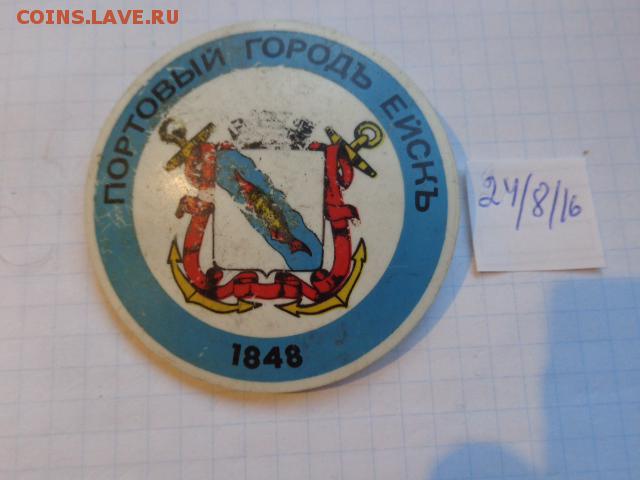 COINS.LAVE.RU
ПОРТОВЫЙ ГОРОДЪ ЕЙСКЪ
1848
24/8/16